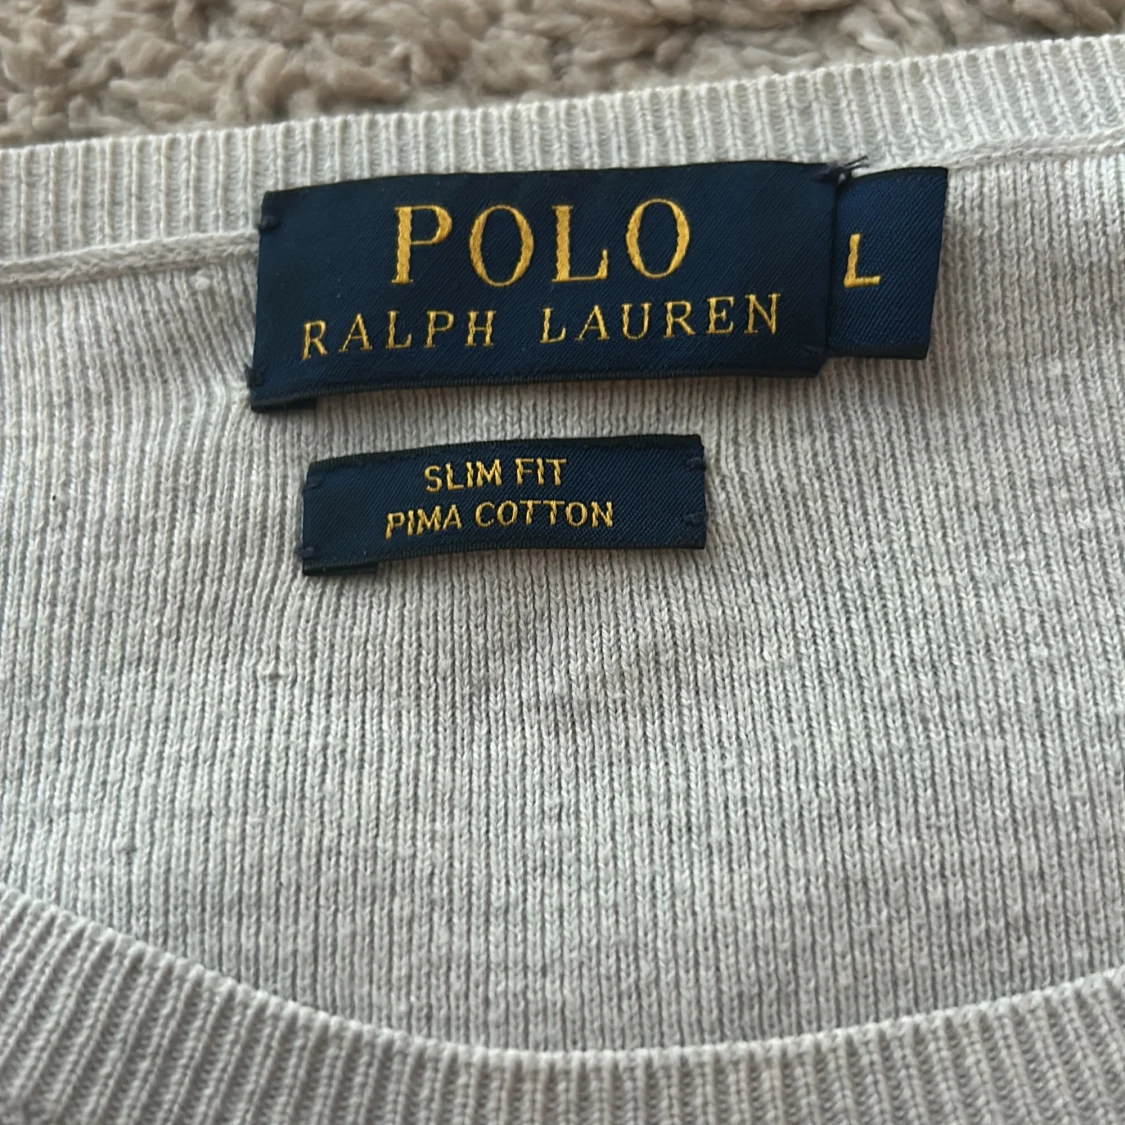 POLO
RALPH LAUREN
L
SLIM FIT
PIMA COTTON